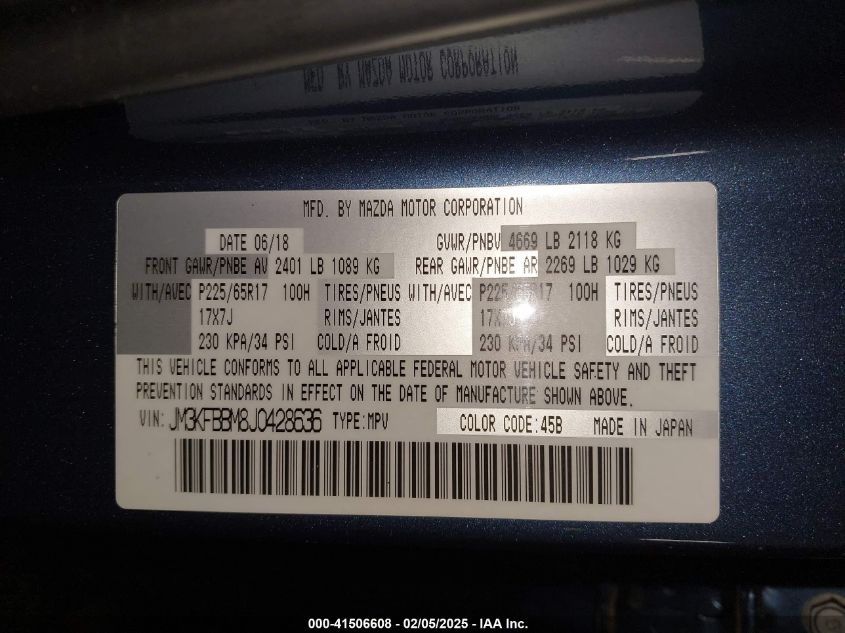 MFD. BY MAZDA MOTOR CORPORATION
DATE 06/18 GVWR/PNBV 4669 LB 2118 KG
FRONT GAWR/PNBE AV 2401 LB 1089 KG REAR GAWR/PNBE AR 2269 LB 1029 KG
WITH/AVEC P225/65R17 100H TIRES/PNEUS WITH/AVEC P225/65R17 100H TIRES/PNEUS
17X7J RIMS/JANTES 17X7J RIMS/JANTES
230 KPA/34 PSI COLD/A FROID 230 KPA/34 PSI COLD/A FROID
THIS VEHICLE CONFORMS TO ALL APPLICABLE FEDERAL MOTOR VEHICLE SAFETY AND THEFT
PREVENTION STANDARDS IN EFFECT ON THE DATE OF MANUFACTURE SHOWN ABOVE.
VIN: JM3KFBBM8J0428636 TYPE:MPV COLOR CODE:45B MADE IN JAPAN
000-41506608 - 02/05/2025 - IAA Inc.